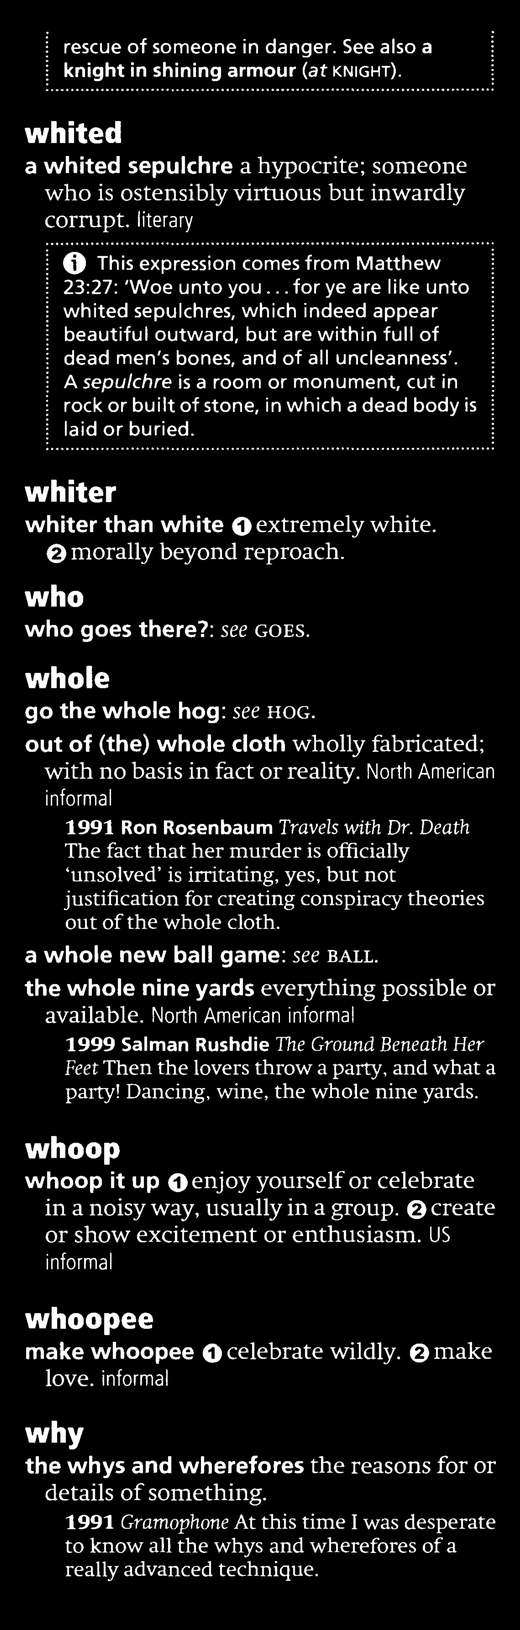 rescue of someone in danger. See also a
knight in shining armour (at KNIGHT).
whited
a whited sepulchre a hypocrite; someone
who is ostensibly virtuous but inwardly
corrupt. literary
ⓘ This expression comes from Matthew
23:27: 'Woe unto you... for ye are like unto
whited sepulchres, which indeed appear
beautiful outward, but are within full of
dead men's bones, and of all uncleanness'.
A sepulchre is a room or monument, cut in
rock or built of stone, in which a dead body is
laid or buried.
whiter
whiter than white ❶ extremely white.
❷ morally beyond reproach.
who
who goes there?: see GOES.
whole
go the whole hog: see HOG.
out of (the) whole cloth wholly fabricated;
with no basis in fact or reality. North American
informal
1991 Ron Rosenbaum Travels with Dr. Death
The fact that her murder is officially
‘unsolved’ is irritating, yes, but not
justification for creating conspiracy theories
out of the whole cloth.
a whole new ball game: see BALL.
the whole nine yards everything possible or
available. North American informal
1999 Salman Rushdie The Ground Beneath Her
Feet Then the lovers throw a party, and what a
party! Dancing, wine, the whole nine yards.
whoop
whoop it up ❶ enjoy yourself or celebrate
in a noisy way, usually in a group. ❷ create
or show excitement or enthusiasm. US
informal
whoopee
make whoopee ❶ celebrate wildly. ❷ make
love. informal
why
the whys and wherefores the reasons for or
details of something.
1991 Gramophone At this time I was desperate
to know all the whys and wherefores of a
really advanced technique.